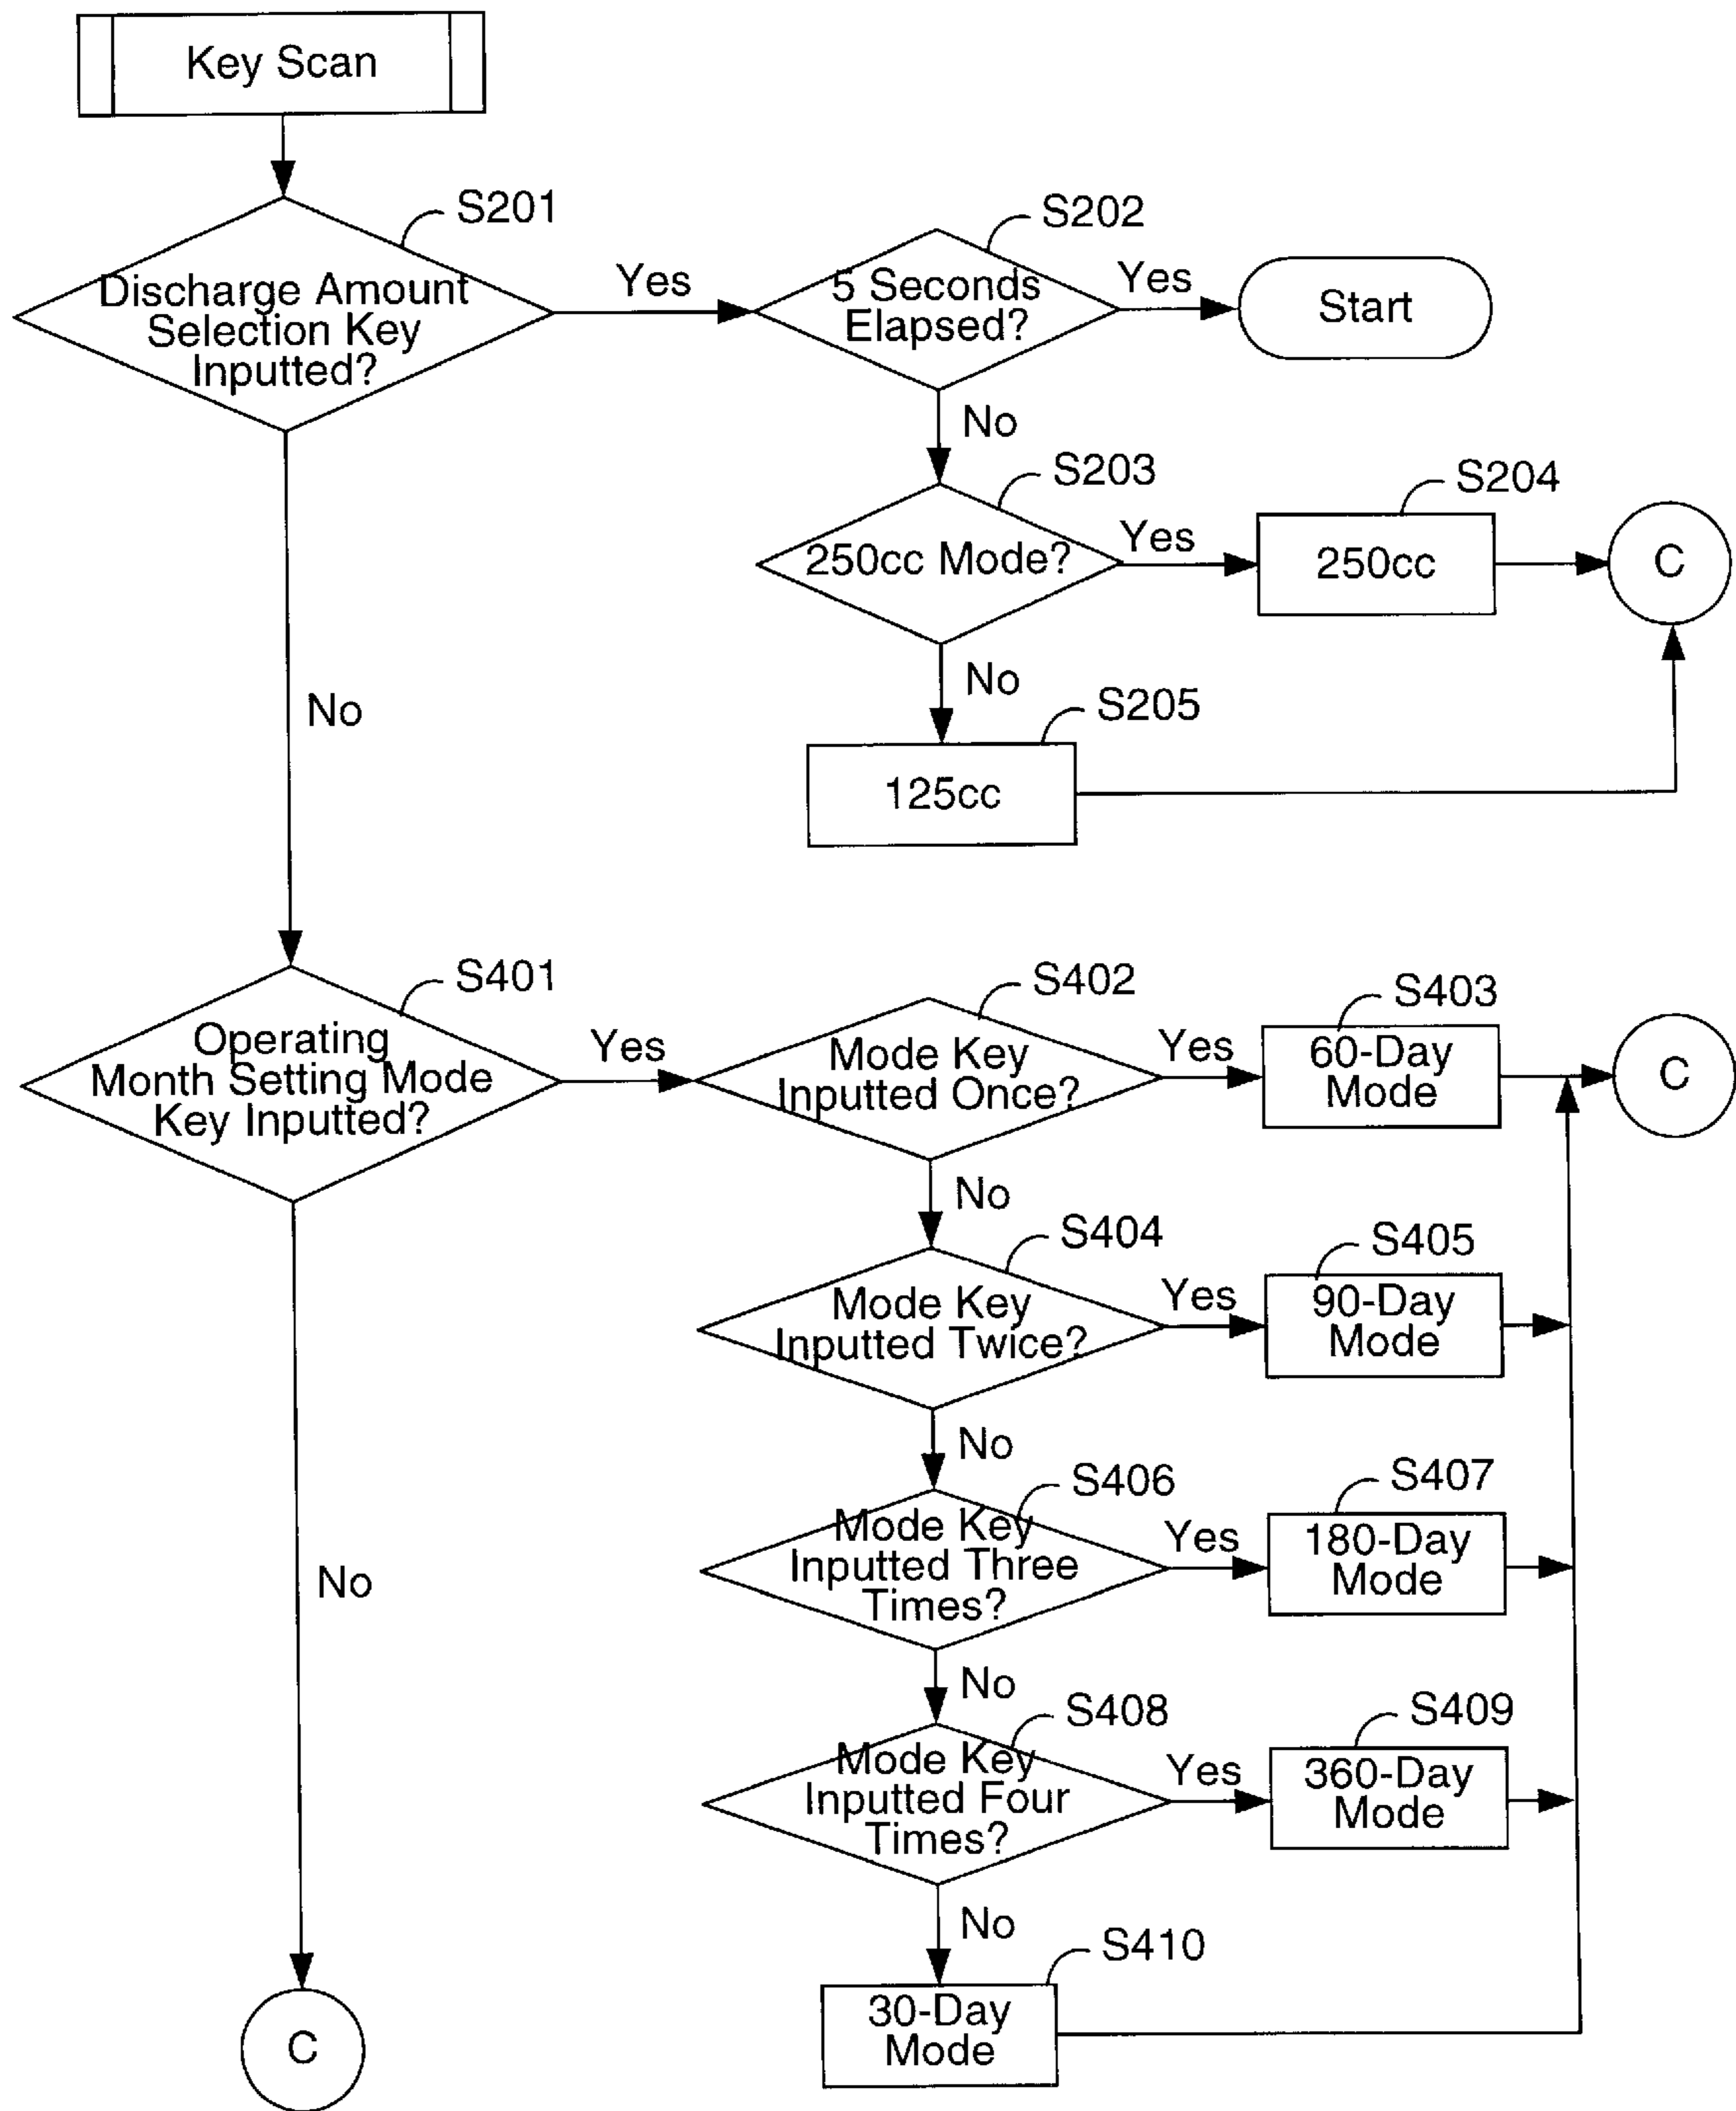 Key Scan
S201
Discharge Amount
Selection Key
Inputted?
Yes
S202
5 Seconds
Elapsed?
Yes
Start
No
S203
250cc Mode?
Yes
S204
250cc
C
No
S205
125cc
No
S401
Operating
Month Setting Mode
Key Inputted?
Yes
S402
Mode Key
Inputted Once?
Yes
S403
60-Day
Mode
C
No
S404
Mode Key
Inputted Twice?
Yes
S405
90-Day
Mode
No
S406
Mode Key
Inputted Three
Times?
Yes
S407
180-Day
Mode
No
S408
Mode Key
Inputted Four
Times?
Yes
S409
360-Day
Mode
No
S410
30-Day
Mode
No
C